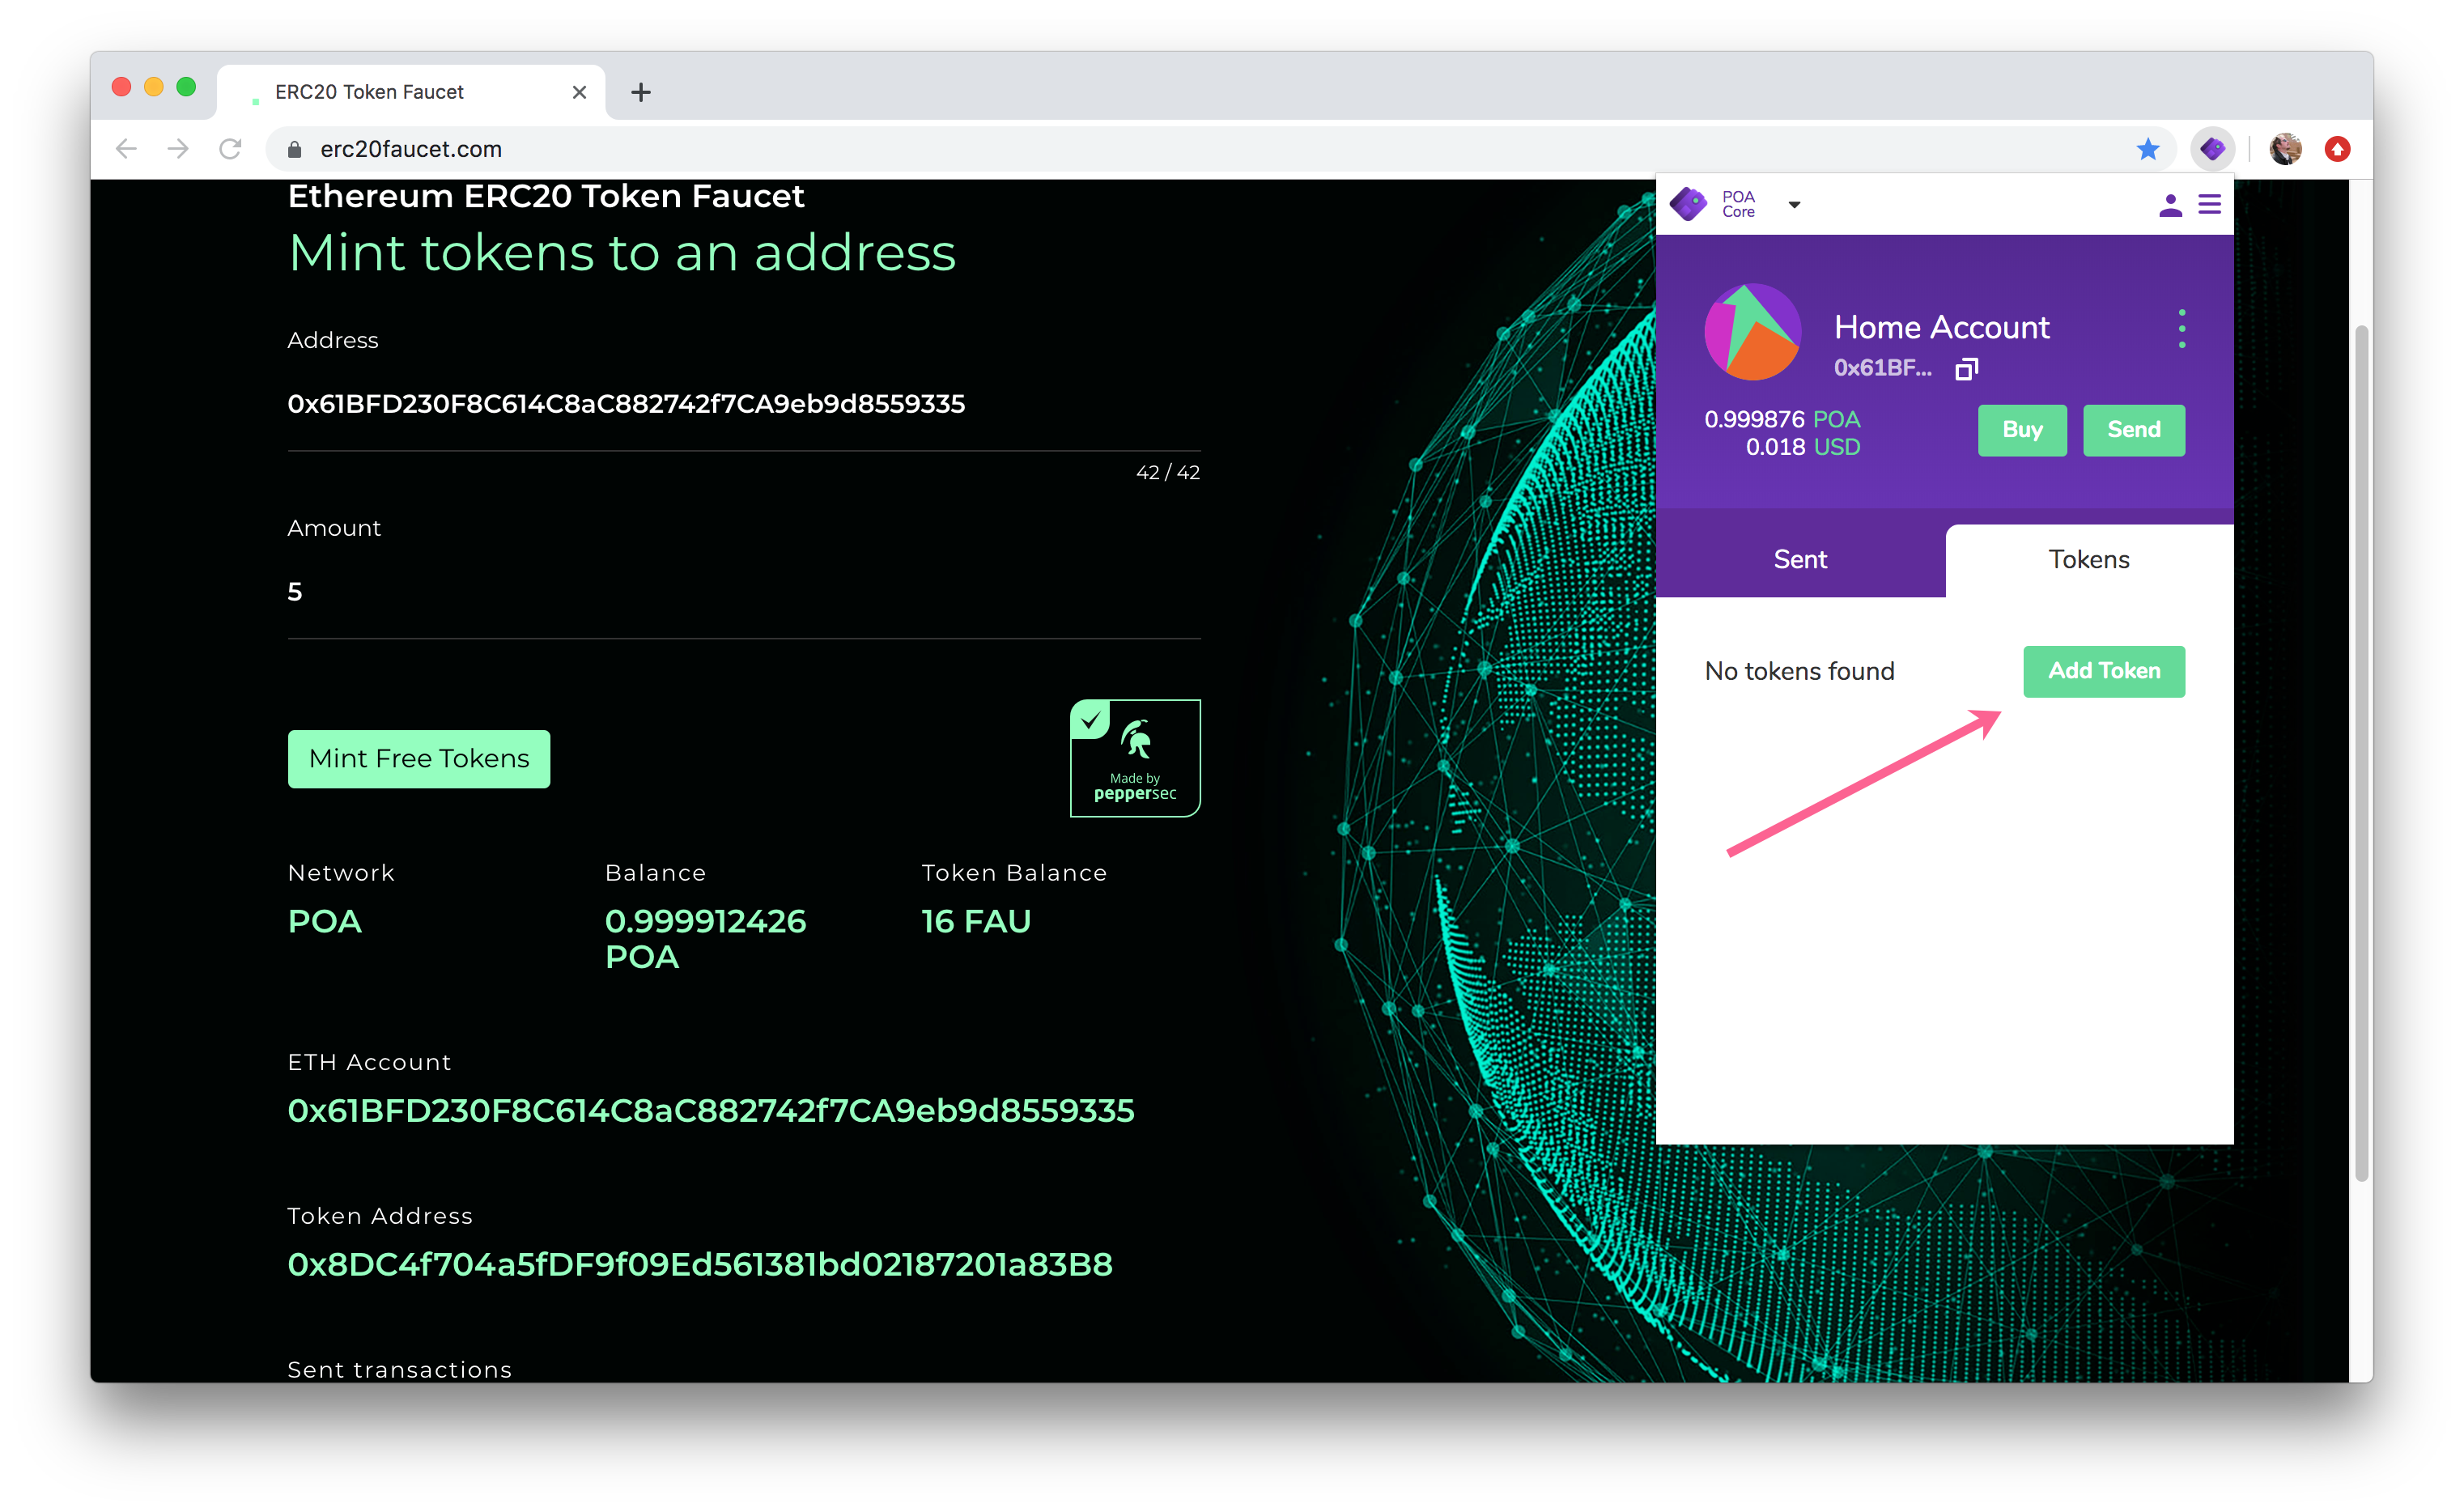 ERC20 Token Faucet
erc20faucet.com
Ethereum ERC20 Token Faucet
Mint tokens to an address
Address
0x61BFD230F8C614C8aC882742f7CA9eb9d8559335
42 / 42
Amount
5
Mint Free Tokens
Made by
peppersec
Network
POA
Balance
0.999912426
POA
Token Balance
16 FAU
ETH Account
0x61BFD230F8C614C8aC882742f7CA9eb9d8559335
Token Address
0x8DC4f704a5fDF9f09Ed561381bd02187201a83B8
Sent transactions
POA
Core
Home Account
0x61BF...
0.999876 POA
0.018 USD
Buy
Send
Sent
Tokens
No tokens found
Add Token